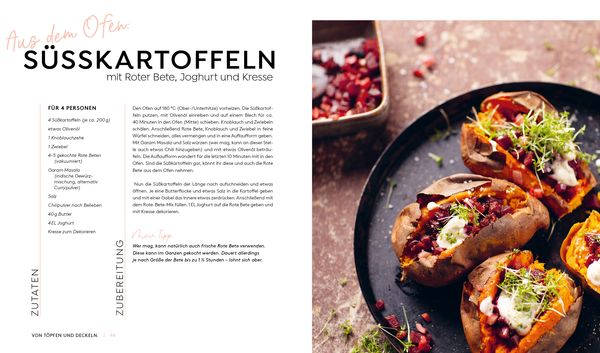 Aus dem Ofen:
SÜSSKARTOFFELN
mit Roter Bete, Joghurt und Kresse
FÜR 4 PERSONEN
4 Süßkartoffeln (je ca. 200 g)
etwas Olivenöl
1 Knoblauchzehe
1 Zwiebel
4–5 gekochte Rote Beten
(vakuumiert)
Garam Masala
(indische Gewürz-
mischung, alternativ
Currypulver)
Salz
Chilipulver nach Belieben
40 g Butter
4 EL Joghurt
Kresse zum Dekorieren
ZUTATEN
Den Ofen auf 180 °C (Ober-/Unterhitze) vorheizen. Die Süßkartof-
feln putzen, mit Olivenöl einreiben und auf einem Blech für ca.
40 Minuten in den Ofen (Mitte) schieben. Knoblauch und Zwiebeln
schälen. Anschließend Rote Bete, Knoblauch und Zwiebel in feine
Würfel schneiden, alles vermengen und in eine Auflaufform geben.
Mit Garam Masala und Salz würzen (wer mag, kann an dieser Stel-
le auch etwas Chili hinzugeben) und mit etwas Olivenöl beträu-
feln. Die Auflaufform wandert für die letzten 10 Minuten mit in den
Ofen. Sind die Süßkartoffeln gar, könnt ihr diese und auch die Rote
Bete aus dem Ofen nehmen.
Nun die Süßkartoffeln der Länge nach aufschneiden und etwas
öffnen. Je eine Butterflocke und etwas Salz in die Kartoffel geben
und mit einer Gabel das Innere etwas zerdrücken. Anschließend mit
dem Rote-Bete-Mix füllen. 1 EL Joghurt auf die Rote Bete geben und
mit Kresse dekorieren.
Mein Tipp
Wer mag, kann natürlich auch frische Rote Bete verwenden.
Diese kann im Ganzen gekocht werden. Dauert allerdings
je nach Größe der Bete bis zu 1 ½ Stunden – lohnt sich aber.
ZUBEREITUNG
VON TÖPFEN UND DECKELN.